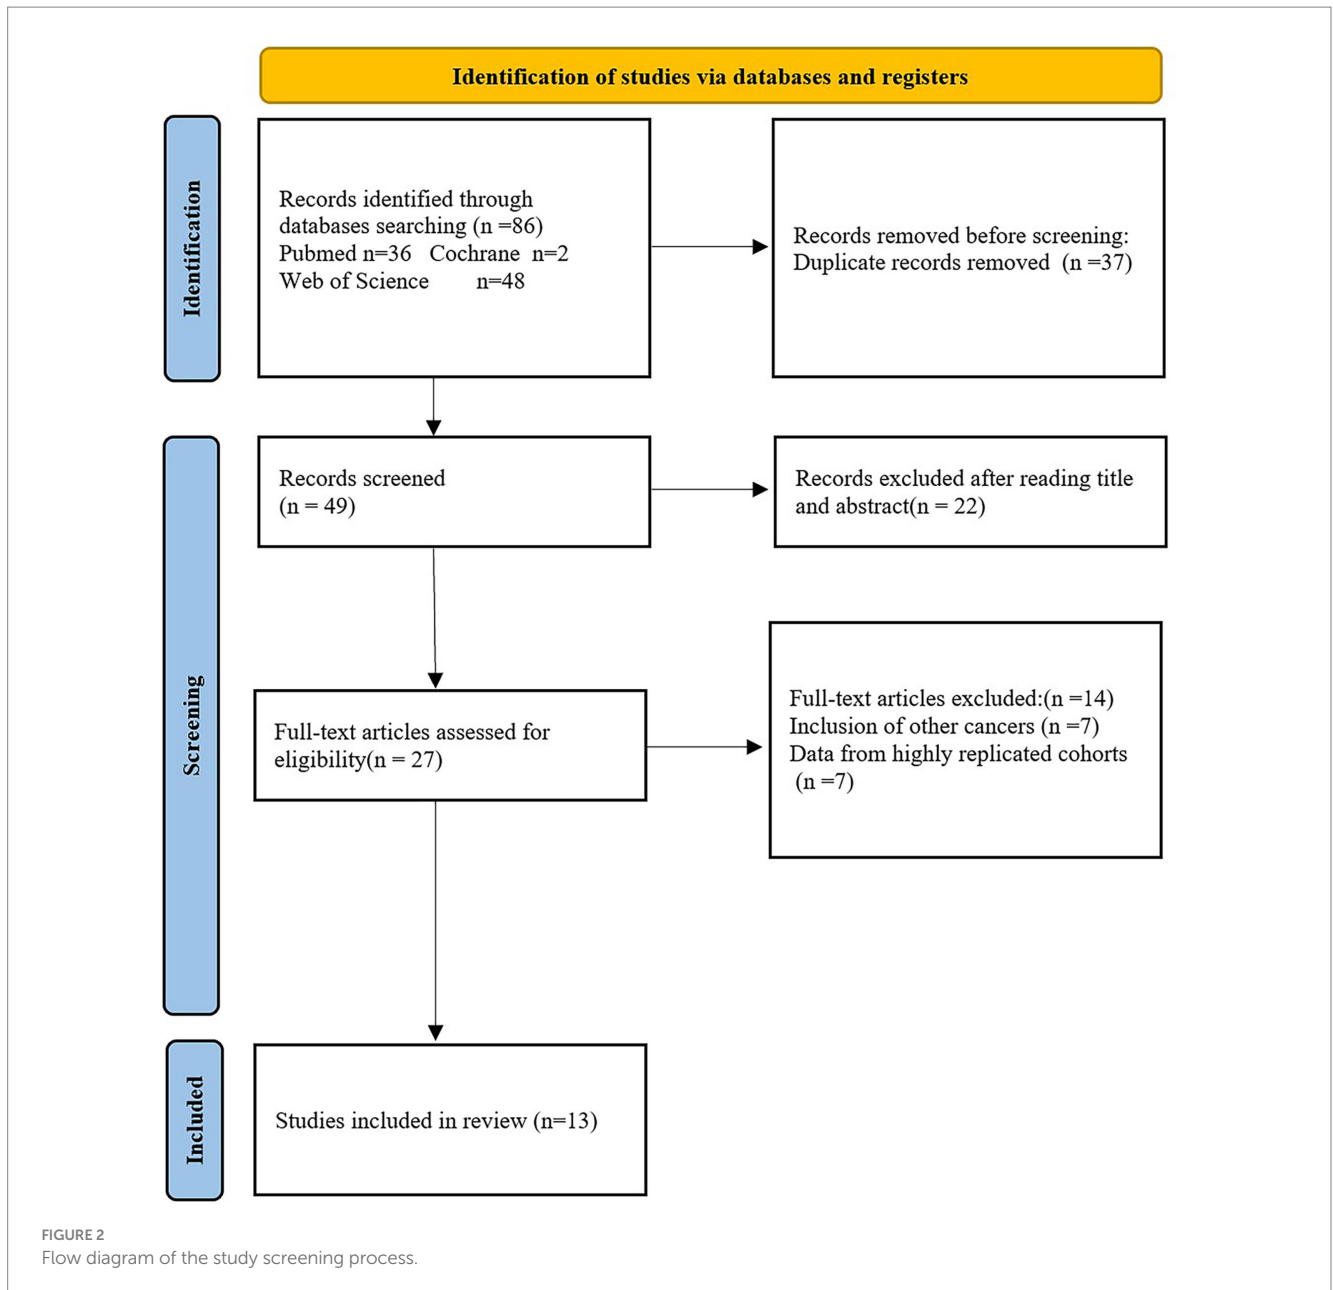 Identification of studies via databases and registers
Identification
Records identified through
databases searching (n =86)
Pubmed n=36 Cochrane n=2
Web of Science n=48
Records removed before screening:
Duplicate records removed (n =37)
Screening
Records screened
(n = 49)
Records excluded after reading title
and abstract(n = 22)
Full-text articles assessed for
eligibility(n = 27)
Full-text articles excluded:(n =14)
Inclusion of other cancers (n =7)
Data from highly replicated cohorts
(n =7)
Included
Studies included in review (n=13)
FIGURE 2
Flow diagram of the study screening process.